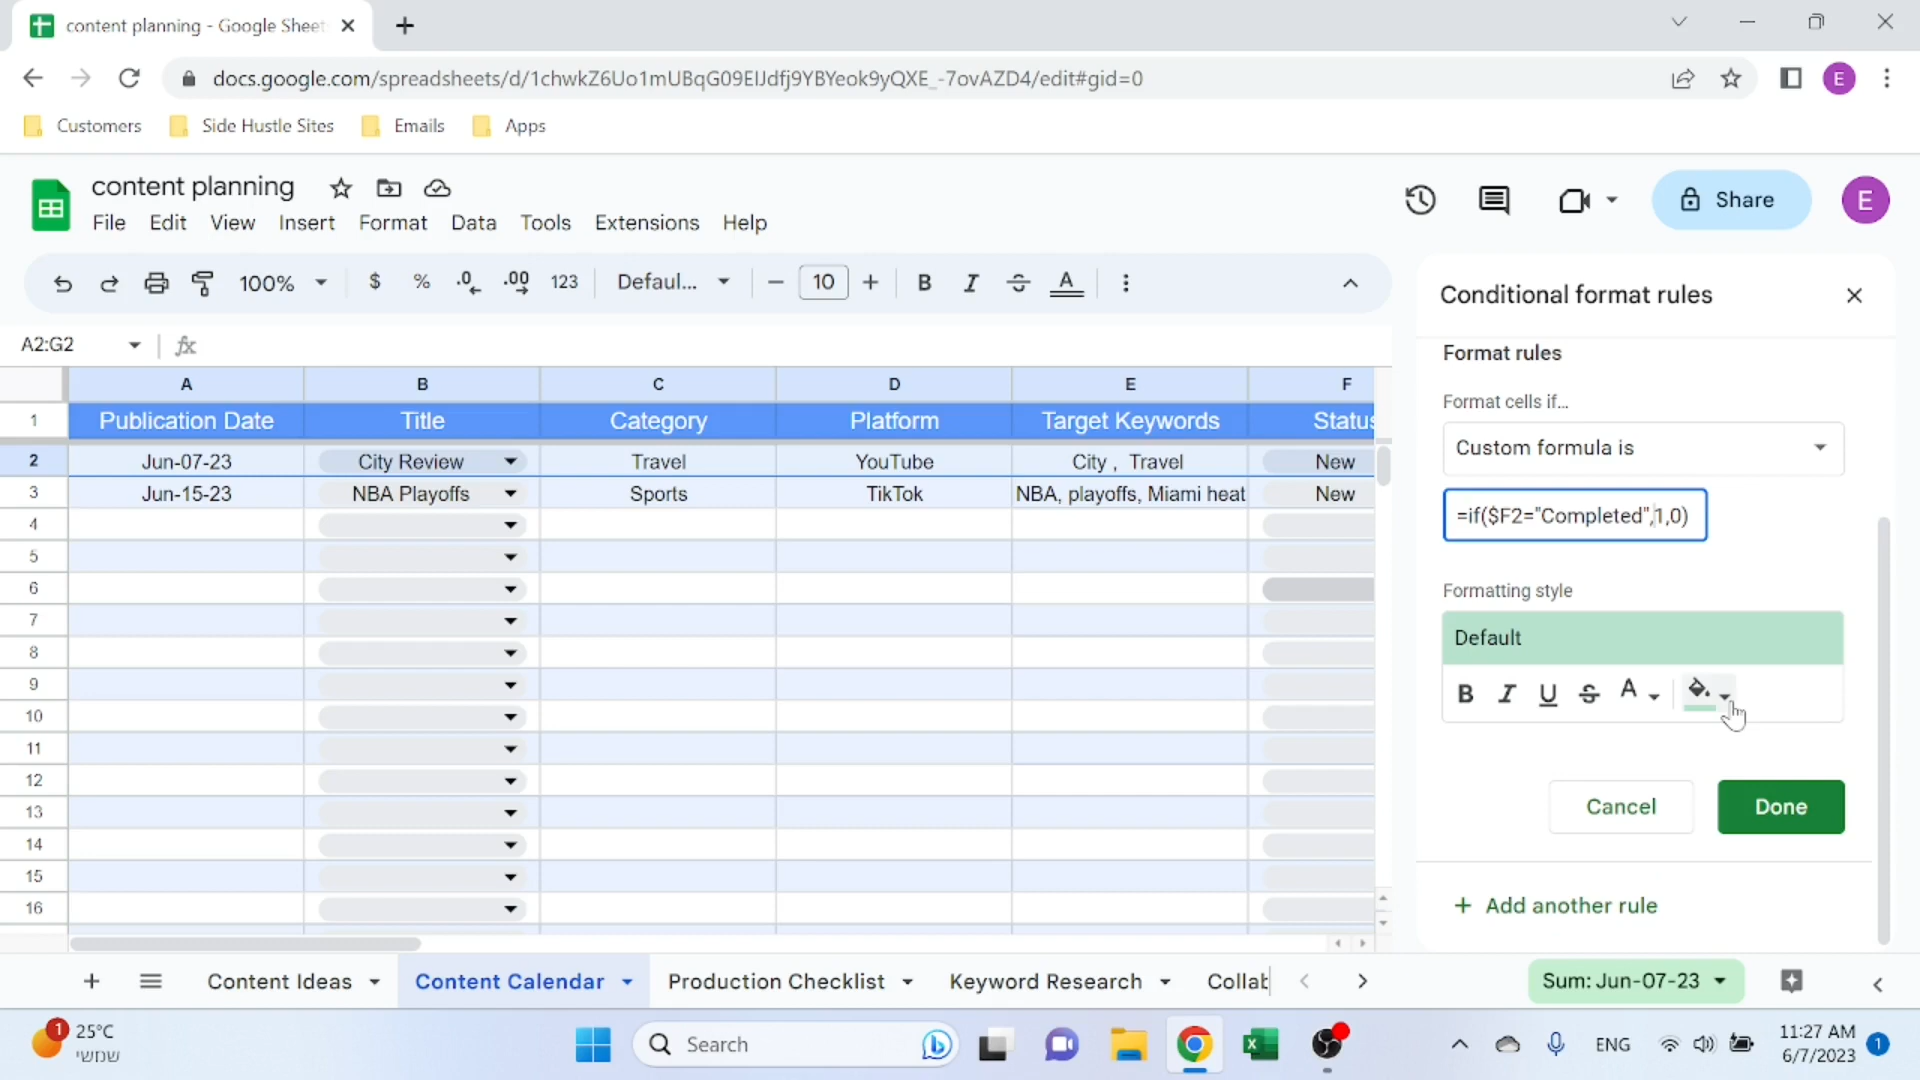 content planning - Google Sheet
docs.google.com/spreadsheets/d/1chwkZ6Uo1mUBqG09EIJdfj9YBYeok9yQXE_-7ovAZD4/edit#gid=0
E
Customers Side Hustle Sites Emails Apps
content planning
File Edit View Insert Format Data Tools Extensions Help
Share
E
100% $ % .0 .00 123 Defaul... 10 B I S A
A2:G2 fx
A B C D E F
1 Publication Date Title Category Platform Target Keywords Status
2 Jun-07-23 City Review Travel YouTube City , Travel New
3 Jun-15-23 NBA Playoffs Sports TikTok NBA, playoffs, Miami heat New
4
5
6
7
8
9
10
11
12
13
14
15
16
Conditional format rules
Format rules
Format cells if...
Custom formula is
=if($F2="Completed",1,0)
Formatting style
Default
B I U S A
Cancel Done
+ Add another rule
Content Ideas Content Calendar Production Checklist Keyword Research Collab
Sum: Jun-07-23
1
25°C
שמשי
Search
ENG
11:27 AM
6/7/2023
1